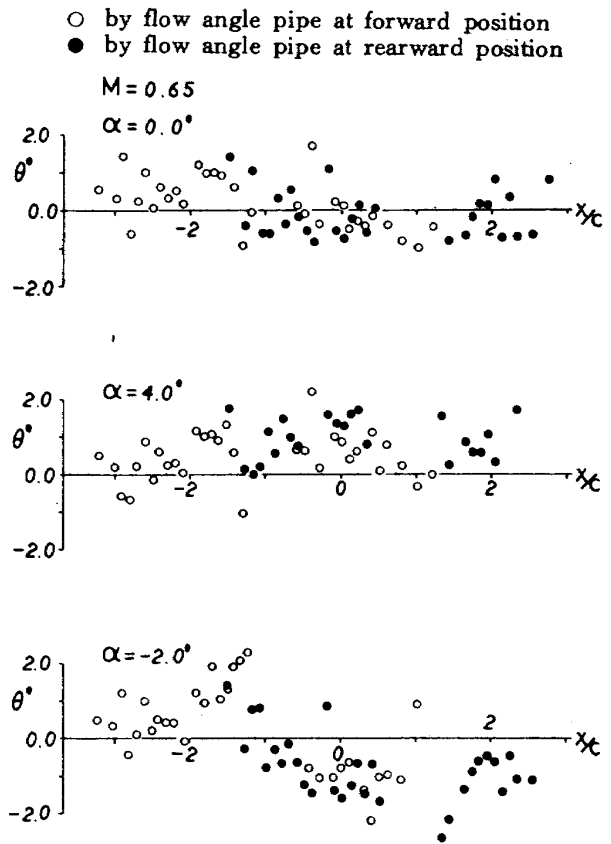 ○ by flow angle pipe at forward position
● by flow angle pipe at rearward position
M = 0.65
α = 0.0°
2.0
θ°
0.0
-2
0
2
x/c
-2.0
α = 4.0°
2.0
θ°
0.0
-2
0
2
x/c
-2.0
α = -2.0°
2.0
θ°
0.0
-2
0
2
x/c
-2.0